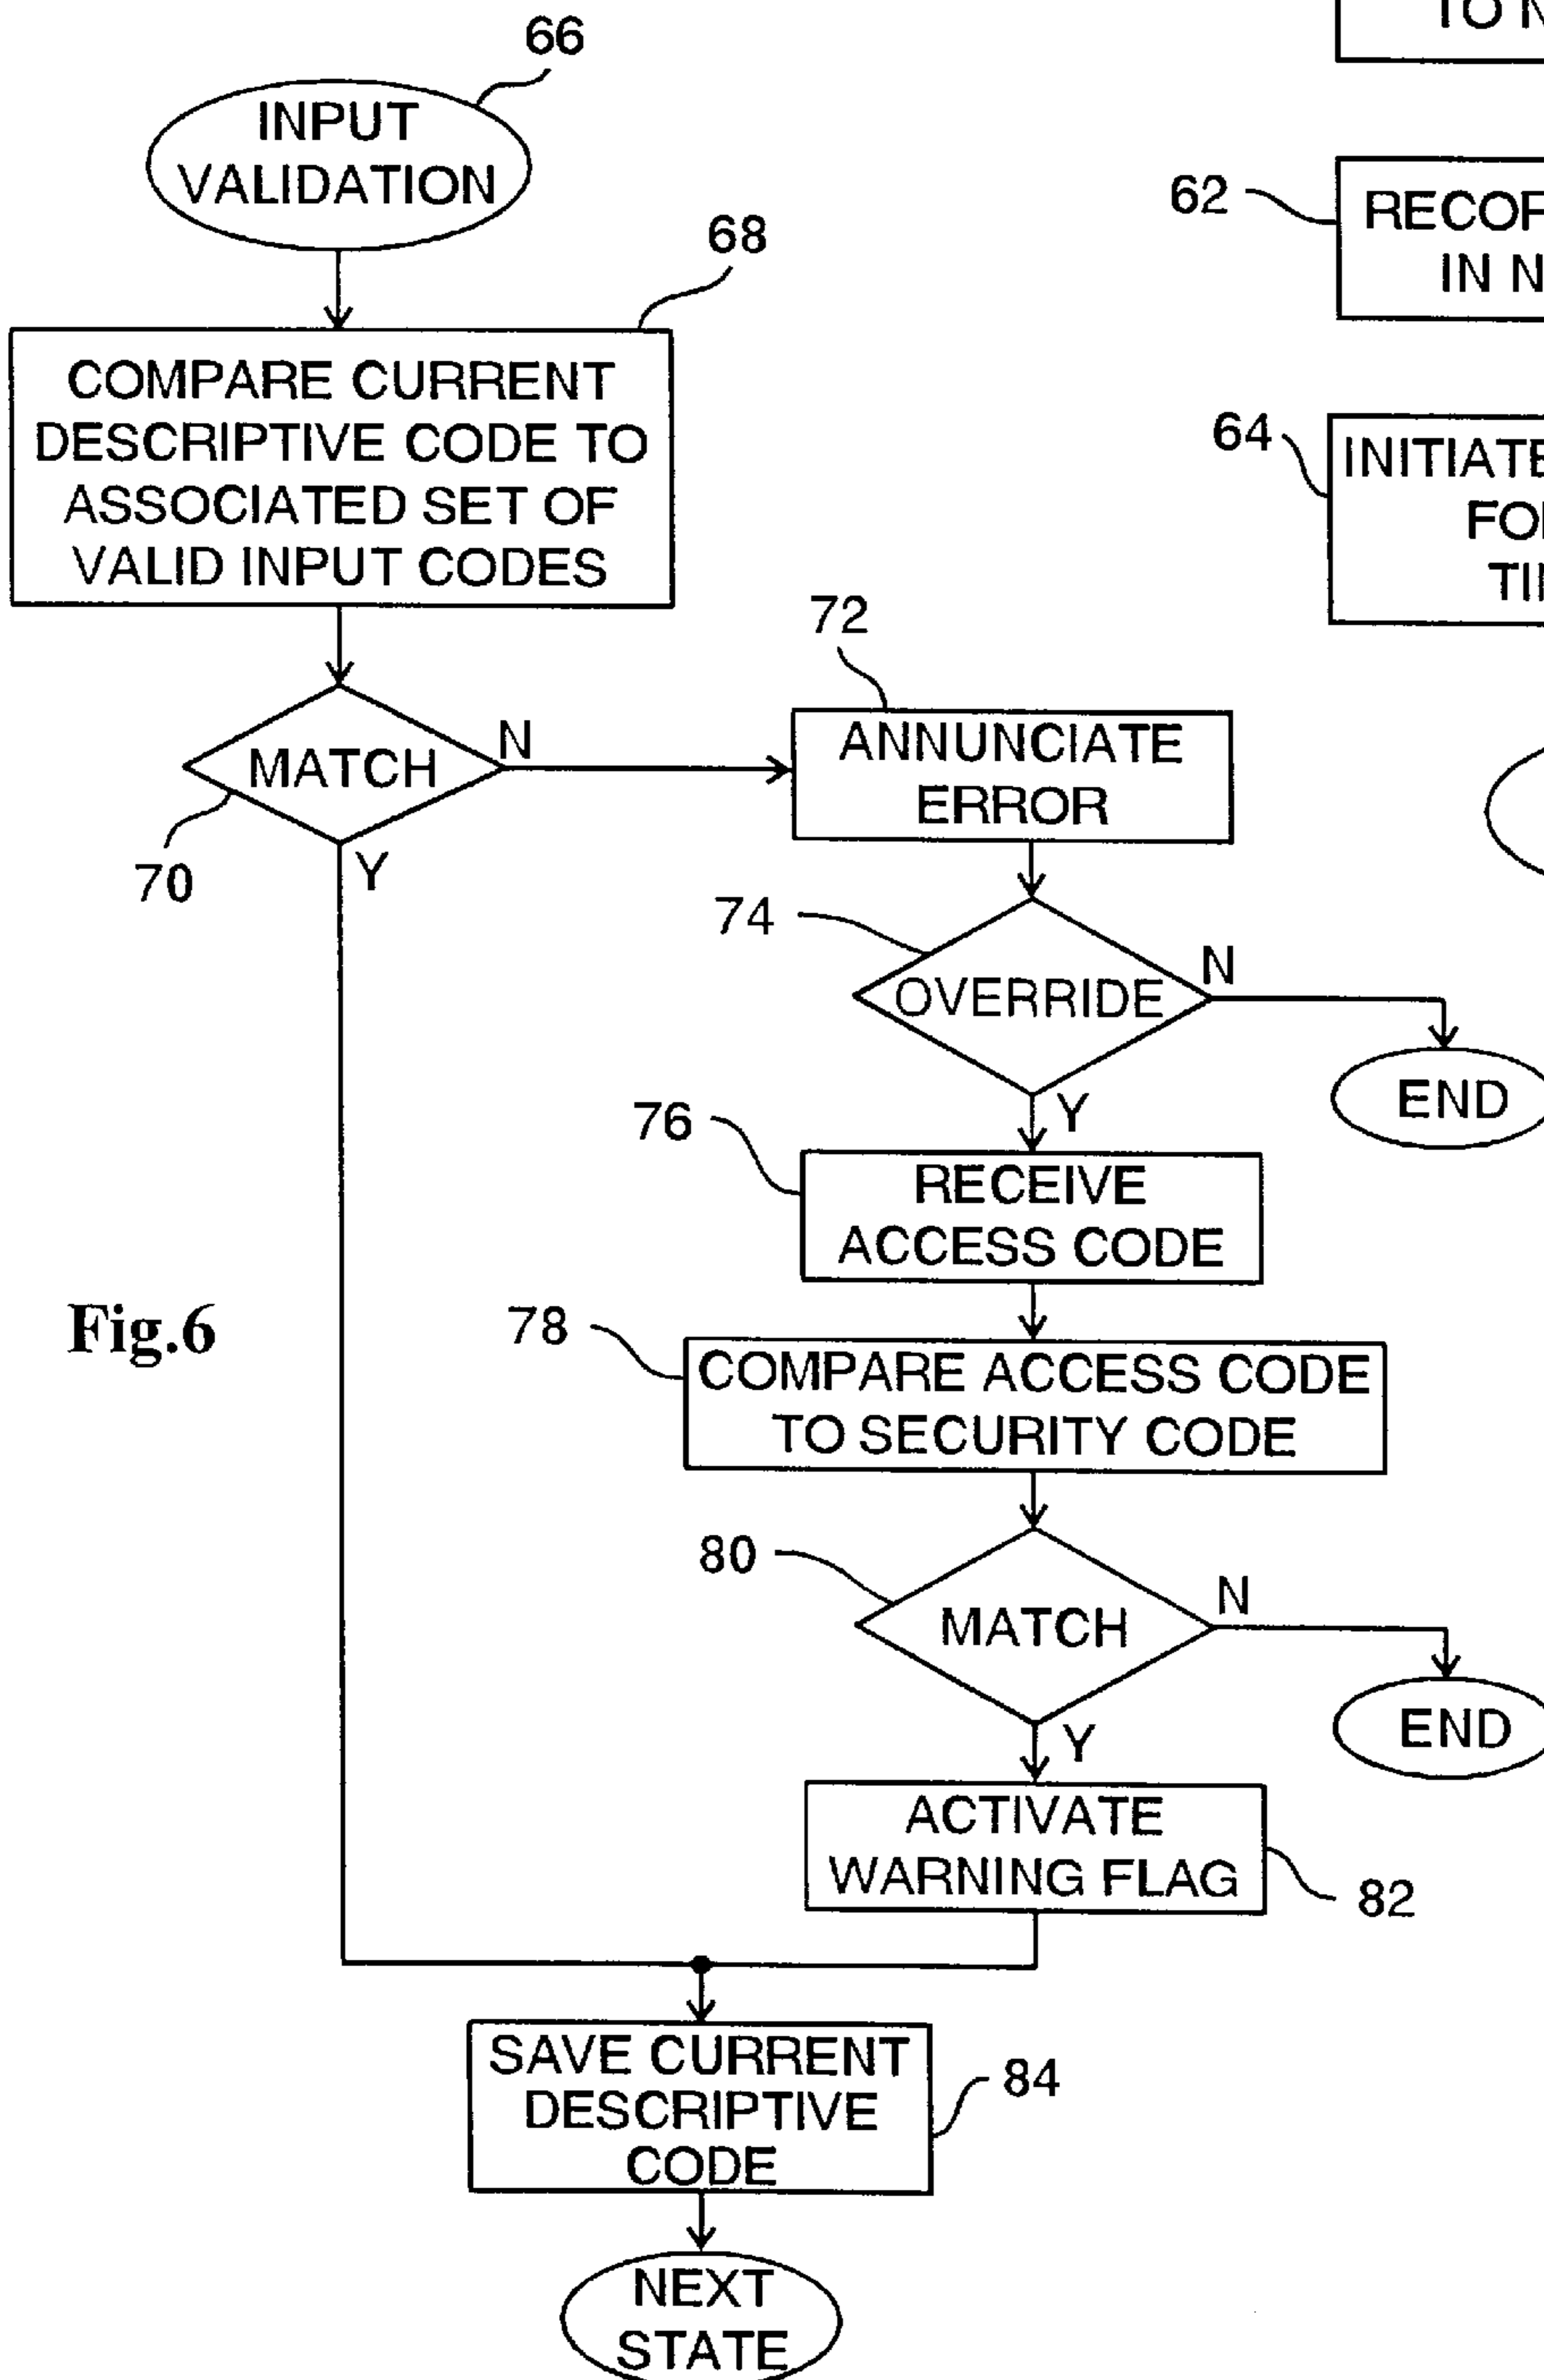 66
INPUT
VALIDATION
68
COMPARE CURRENT
DESCRIPTIVE CODE TO
ASSOCIATED SET OF
VALID INPUT CODES
MATCH
N
70
Y
72
ANNUNCIATE
ERROR
74
OVERRIDE
N
END
Y
76
RECEIVE
ACCESS CODE
Fig.6
78
COMPARE ACCESS CODE
TO SECURITY CODE
80
MATCH
N
END
Y
ACTIVATE
WARNING FLAG
82
SAVE CURRENT
DESCRIPTIVE
CODE
84
NEXT
STATE
TO
62
IN
64